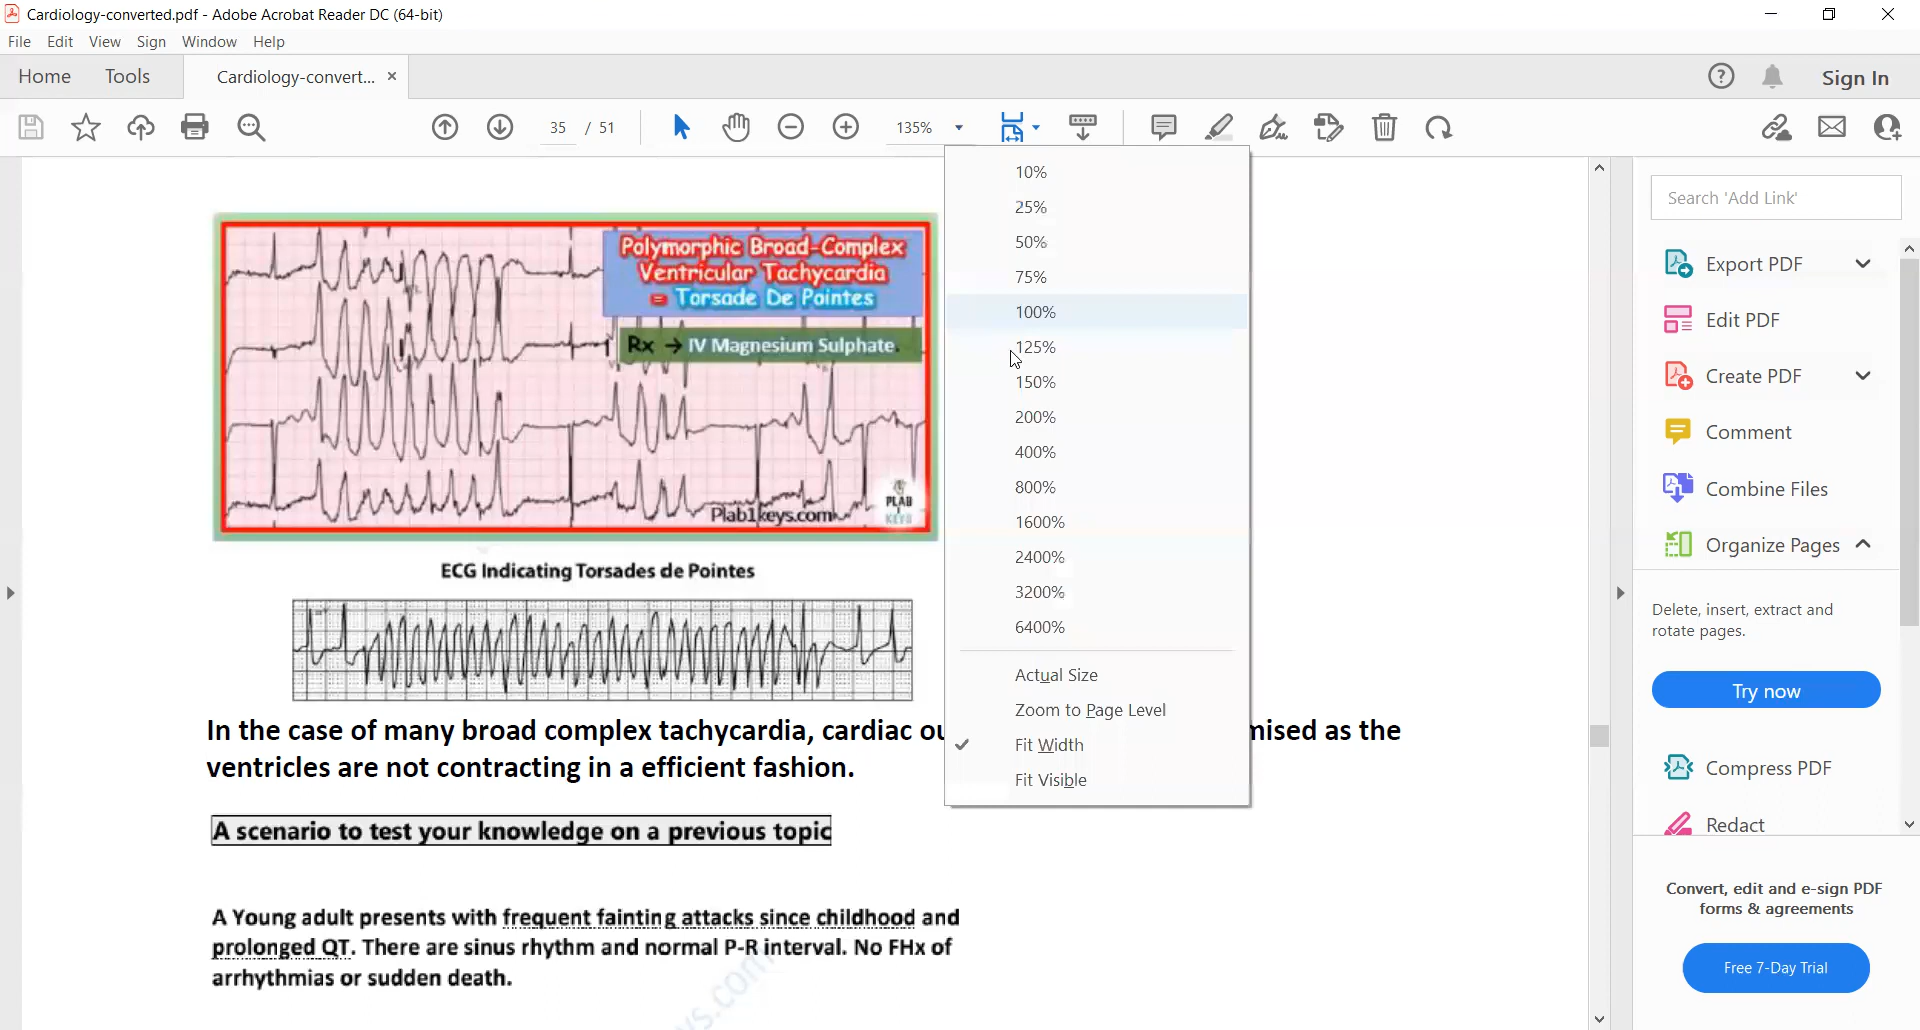 Cardiology-converted.pdf - Adobe Acrobat Reader DC (64-bit)
File Edit View Sign Window Help
Home Tools Cardiology-convert... × Sign In
35 / 51 135%
10%
25%
50%
75%
100%
125%
150%
200%
400%
800%
1600%
2400%
3200%
6400%
Actual Size
Zoom to Page Level
Fit Width
Fit Visible
Polymorphic Broad-Complex
Ventricular Tachycardia
= Torsade De Pointes
Rx → IV Magnesium Sulphate.
PLAB
1
KEYS
Plab1keys.com
ECG Indicating Torsades de Pointes
In the case of many broad complex tachycardia, cardiac ou mised as the
ventricles are not contracting in a efficient fashion.
A scenario to test your knowledge on a previous topic
A Young adult presents with frequent fainting attacks since childhood and
prolonged QT. There are sinus rhythm and normal P-R interval. No FHx of
arrhythmias or sudden death.
ys.com
Search 'Add Link'
Export PDF
Edit PDF
Create PDF
Comment
Combine Files
Organize Pages
Delete, insert, extract and
rotate pages.
Try now
Compress PDF
Redact
Convert, edit and e-sign PDF
forms & agreements
Free 7-Day Trial